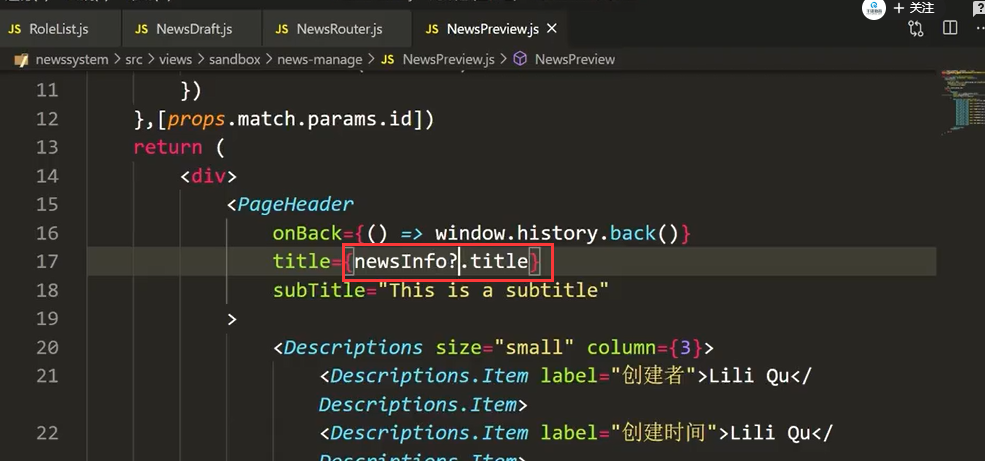 + 关注
JS RoleList.js JS NewsDraft.js JS NewsRouter.js JS NewsPreview.js ×
newssystem > src > views > sandbox > news-manage > JS NewsPreview.js > NewsPreview
11 })
12 },[props.match.params.id])
13 return (
14 <div>
15 <PageHeader
16 onBack={() => window.history.back()}
17 title={newsInfo?.title}
18 subTitle="This is a subtitle"
19 >
20 <Descriptions size="small" column={3}>
21 <Descriptions.Item label="创建者">Lili Qu</
Descriptions.Item>
22 <Descriptions.Item label="创建时间">Lili Qu</
Descriptions.Item>